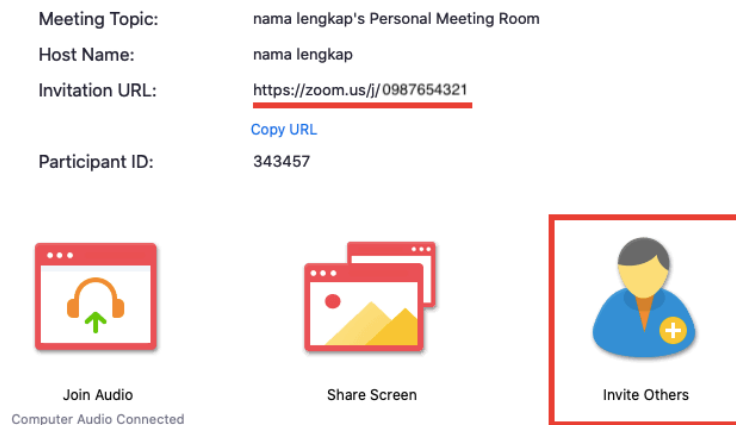 Meeting Topic: nama lengkap's Personal Meeting Room
Host Name: nama lengkap
Invitation URL: https://zoom.us/j/0987654321
Copy URL
Participant ID: 343457
Join Audio
Share Screen
Invite Others
Computer Audio Connected